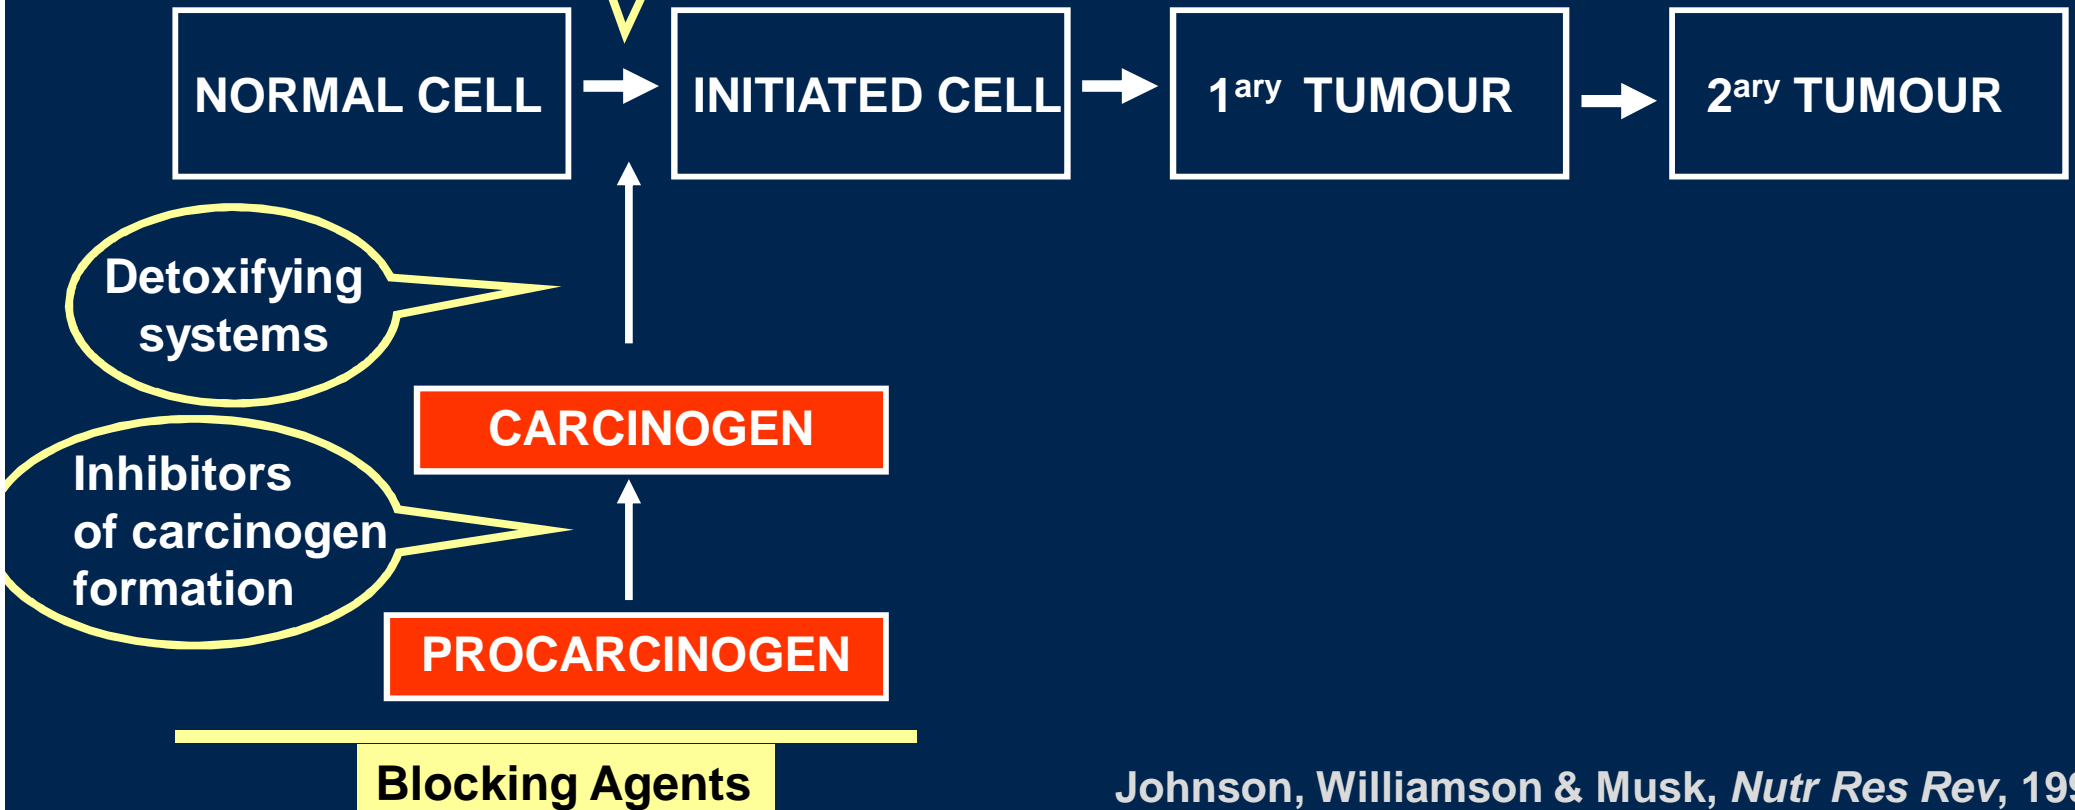 NORMAL CELL
INITIATED CELL
1ary TUMOUR
2ary TUMOUR
Detoxifying
systems
CARCINOGEN
Inhibitors
of carcinogen
formation
PROCARCINOGEN
Blocking Agents
Johnson, Williamson & Musk, Nutr Res Rev,